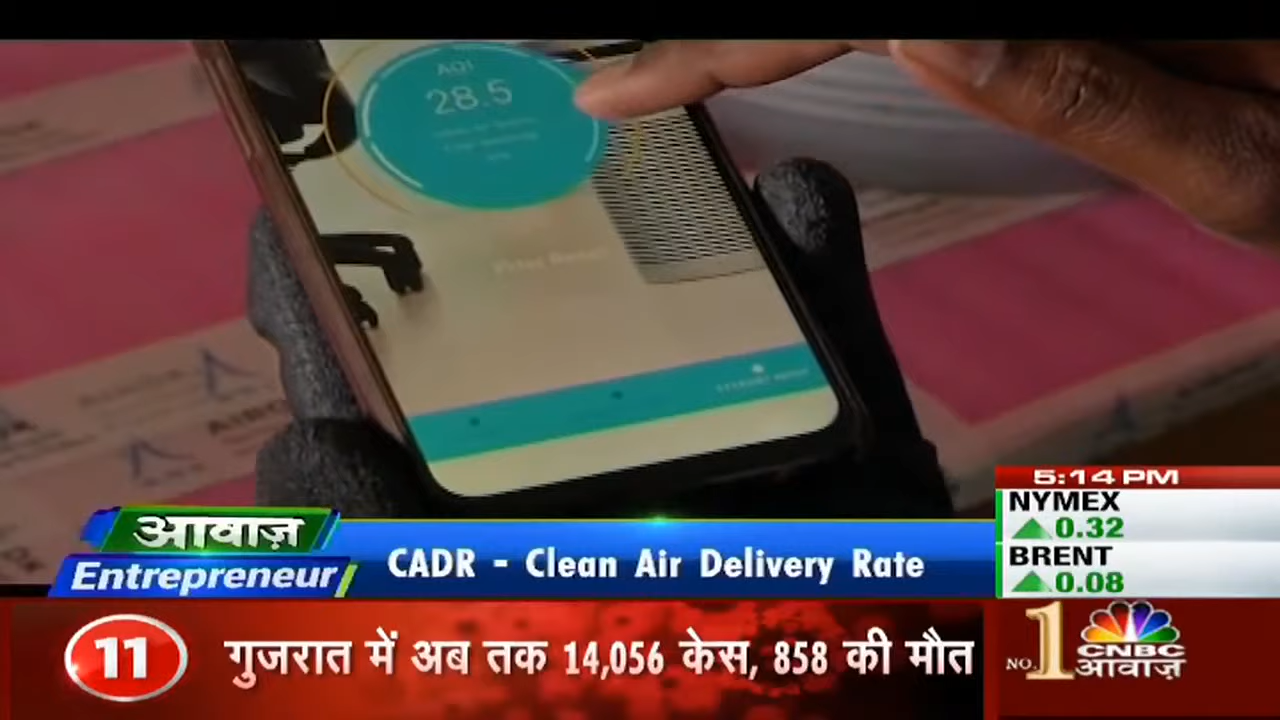 AQI
28.5
5:14 PM
NYMEX
0.32
BRENT
0.08
आवाज़
Entrepreneur
CADR - Clean Air Delivery Rate
11
गुजरात में अब तक 14,056 केस, 858 की मौत
NO. 1
CNBC
आवाज़